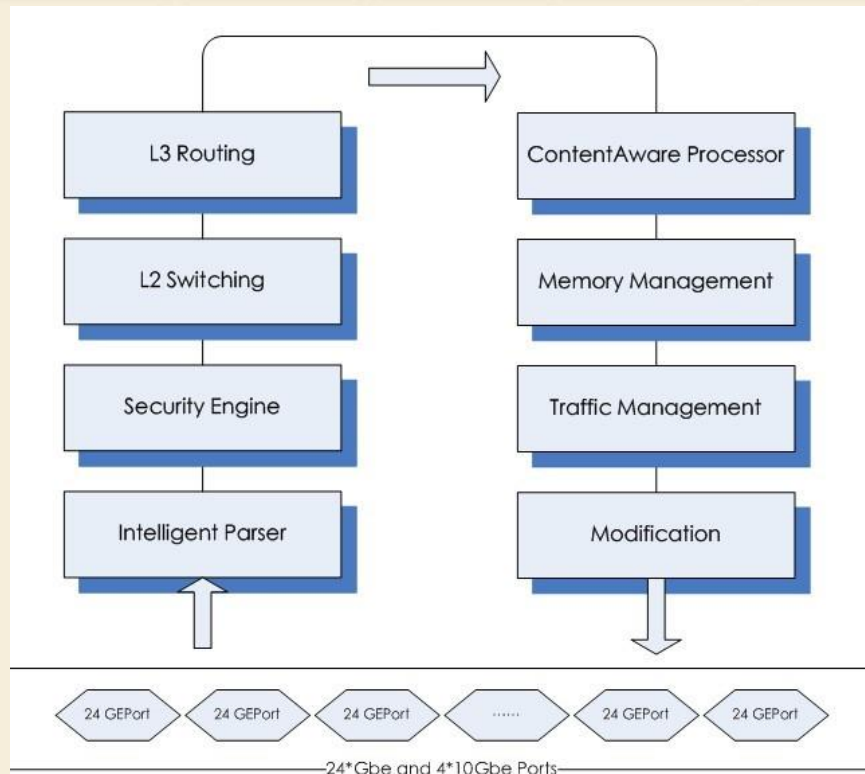 L3 Routing
ContentAware Processor
L2 Switching
Memory Management
Security Engine
Traffic Management
Intelligent Parser
Modification
24 GEPort
24 GEPort
24 GEPort
......
24 GEPort
24 GEPort
24*Gbe and 4*10Gbe Ports